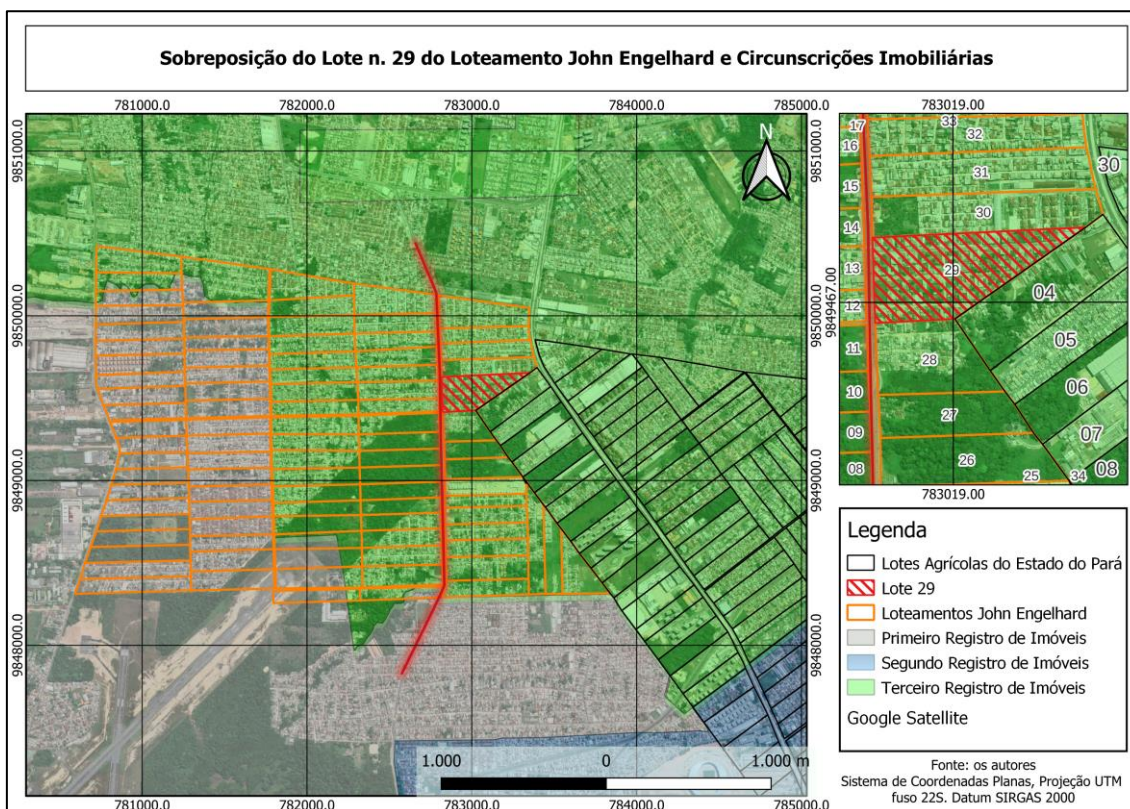 Sobreposição do Lote n. 29 do Loteamento John Engelhard e Circunscrições Imobiliárias
781000.0 782000.0 783000.0 784000.0 785000.0
9851000.0
9850000.0
9849000.0
9848000.0
N
9851000.0
9850000.0
9849000.0
9848000.0
1.000 0 1.000 m
781000.0 782000.0 783000.0 784000.0 785000.0
783019.00
17
33
32
16
30
31
15
30
14
29
13
04
12
9849467.00
05
11
28
06
10
27
07
09
26
08
25
34
08
783019.00
Legenda
Lotes Agrícolas do Estado do Pará
Lote 29
Loteamentos John Engelhard
Primeiro Registro de Imóveis
Segundo Registro de Imóveis
Terceiro Registro de Imóveis
Google Satellite
Fonte: os autores
Sistema de Coordenadas Planas, Projeção UTM
fuso 22S. Datum SIRGAS 2000